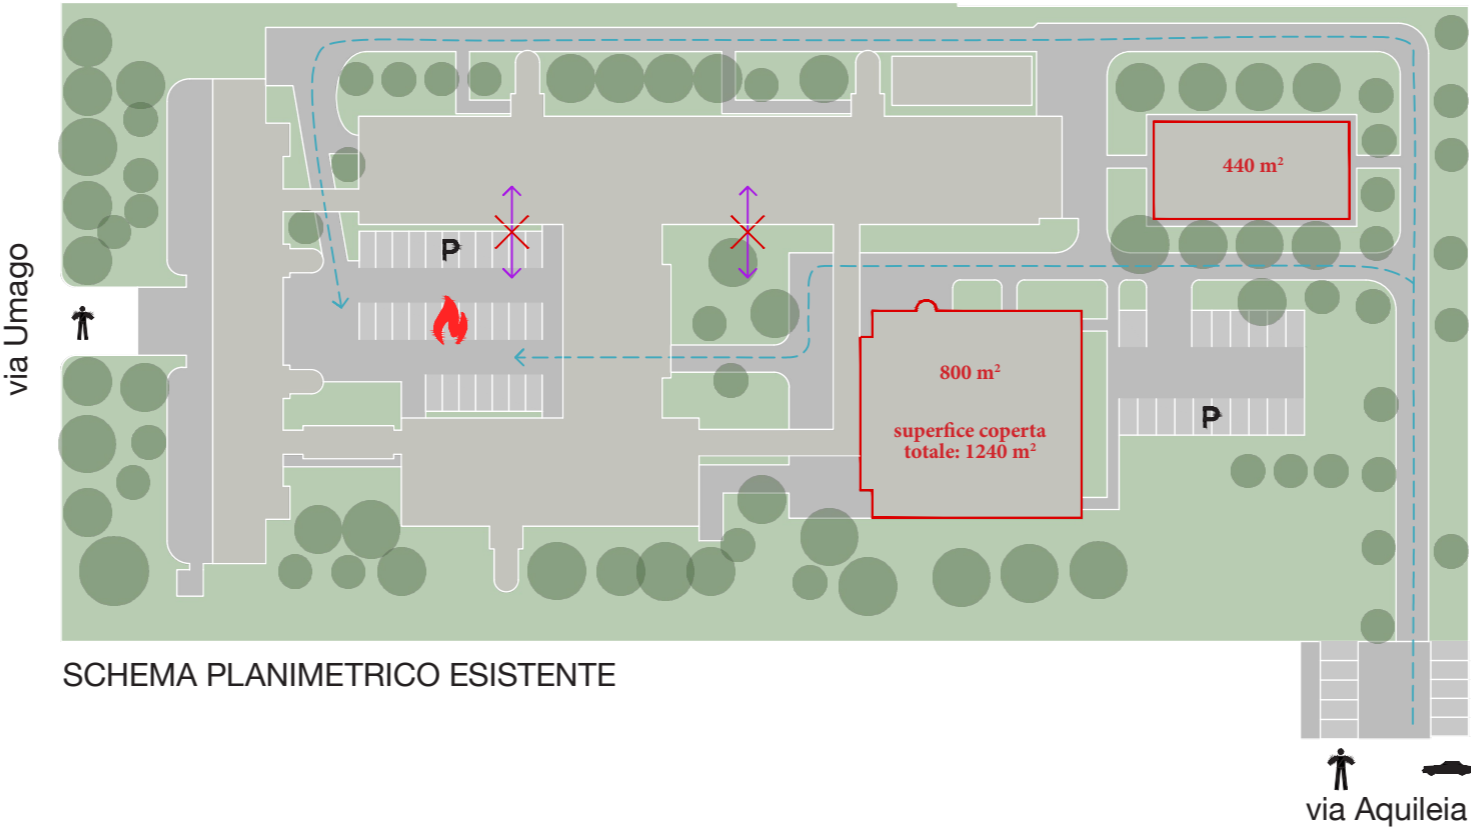 440 m²
P
via Umago
800 m²
superfice coperta
totale: 1240 m²
P
SCHEMA PLANIMETRICO ESISTENTE
via Aquileia